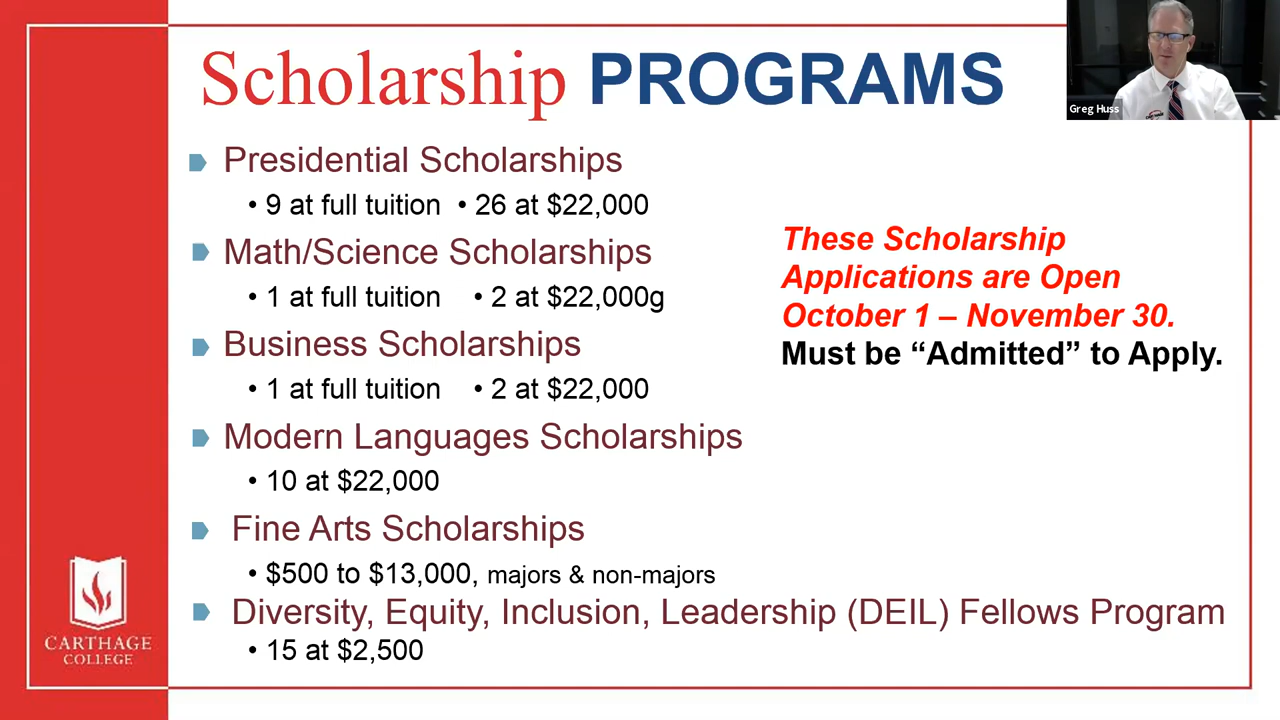 Scholarship PROGRAMS
Greg Huss
Presidential Scholarships
• 9 at full tuition • 26 at $22,000
Math/Science Scholarships
• 1 at full tuition • 2 at $22,000g
Business Scholarships
• 1 at full tuition • 2 at $22,000
Modern Languages Scholarships
• 10 at $22,000
Fine Arts Scholarships
• $500 to $13,000, majors & non-majors
Diversity, Equity, Inclusion, Leadership (DEIL) Fellows Program
• 15 at $2,500
These Scholarship
Applications are Open
October 1 – November 30.
Must be “Admitted” to Apply.
CARTHAGE
COLLEGE